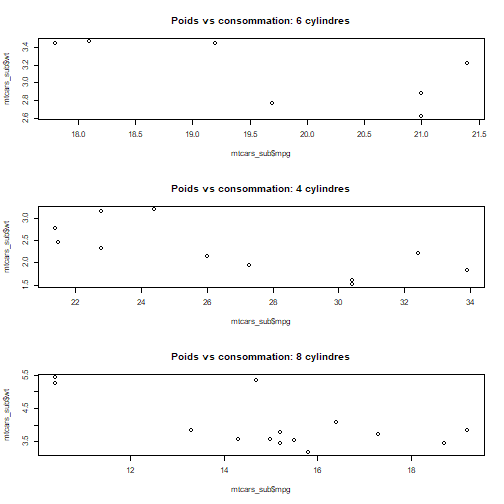 Poids vs consommation: 6 cylindres
mtcars_sub$wt
2.6 2.8 3.0 3.2 3.4
18.0 18.5 19.0 19.5 20.0 20.5 21.0 21.5
mtcars_sub$mpg
Poids vs consommation: 4 cylindres
mtcars_sub$wt
1.5 2.0 2.5 3.0
22 24 26 28 30 32 34
mtcars_sub$mpg
Poids vs consommation: 8 cylindres
mtcars_sub$wt
3.5 4.5 5.5
12 14 16 18
mtcars_sub$mpg